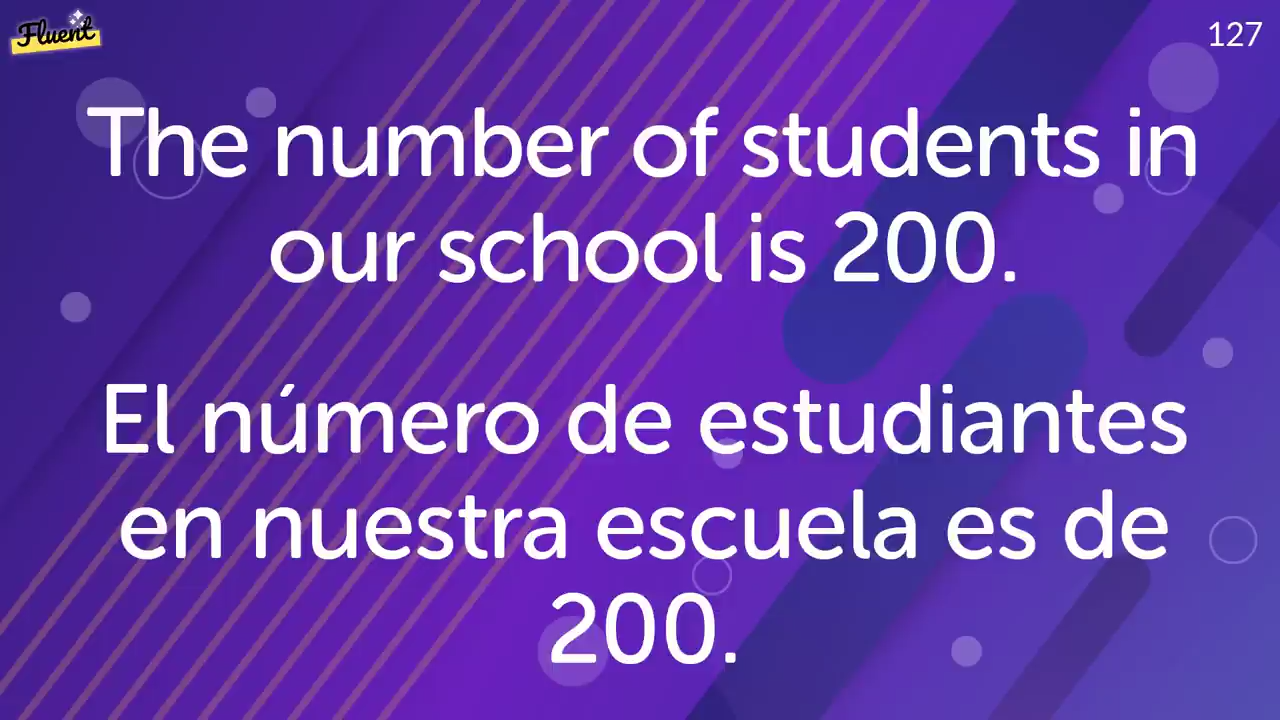 Fluent
127
The number of students in
our school is 200.
El número de estudiantes
en nuestra escuela es de
200.